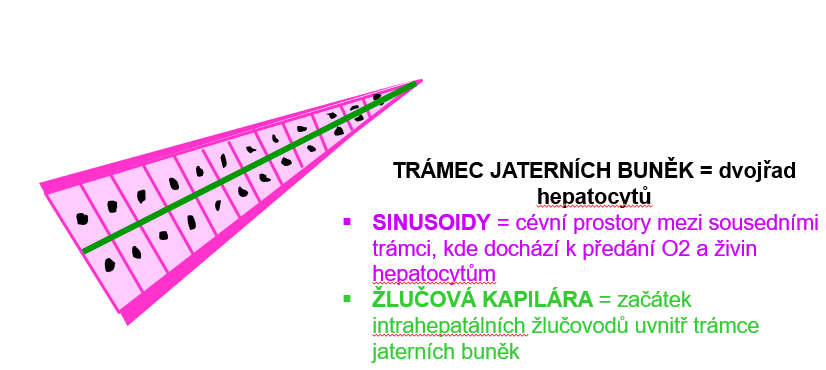 TRÁMEC JATERNÍCH BUNĚK = dvojřad
hepatocytů
▪ SINUSOIDY = cévní prostory mezi sousedními
trámci, kde dochází k předání O2 a živin
hepatocytům
▪ ŽLUČOVÁ KAPILÁRA = začátek
intrahepatálních žlučovodů uvnitř trámce
jaterních buněk